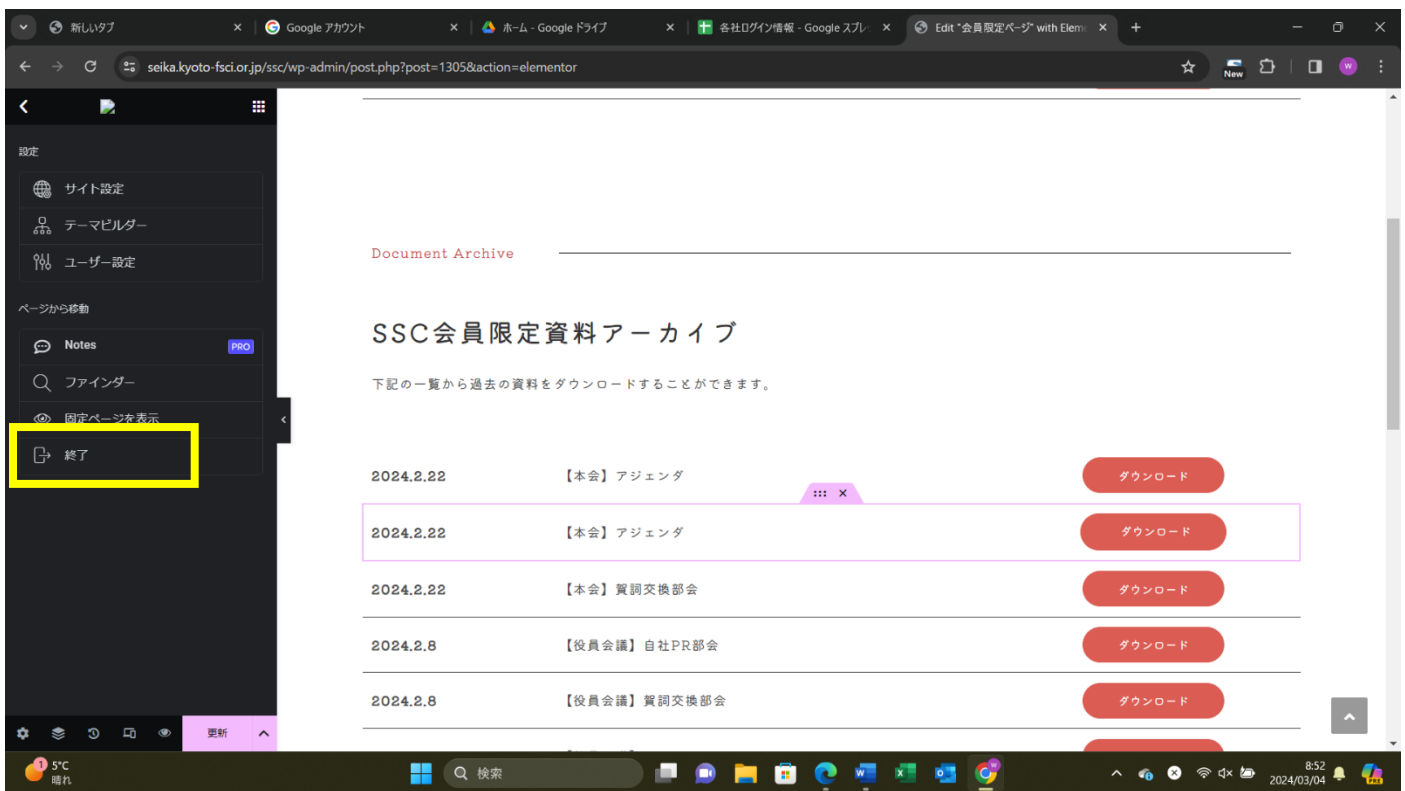 新しいタブ
Google アカウント
ホーム - Google ドライブ
各社ログイン情報 - Google スプレ
Edit "会員限定ページ" with Eleme
seika.kyoto-fsci.or.jp/ssc/wp-admin/post.php?post=1305&action=elementor
New
W
設定
サイト設定
テーマビルダー
ユーザー設定
ページから移動
Notes
PRO
ファインダー
固定ページを表示
終了
更新
Document Archive
SSC会員限定資料アーカイブ
下記の一覧から過去の資料をダウンロードすることができます。
2024.2.22 【本会】アジェンダ ダウンロード
2024.2.22 【本会】アジェンダ ダウンロード
2024.2.22 【本会】賀詞交換部会 ダウンロード
2024.2.8 【役員会議】自社PR部会 ダウンロード
2024.2.8 【役員会議】賀詞交換部会 ダウンロード
1
5°C
晴れ
検索
8:52
2024/03/04